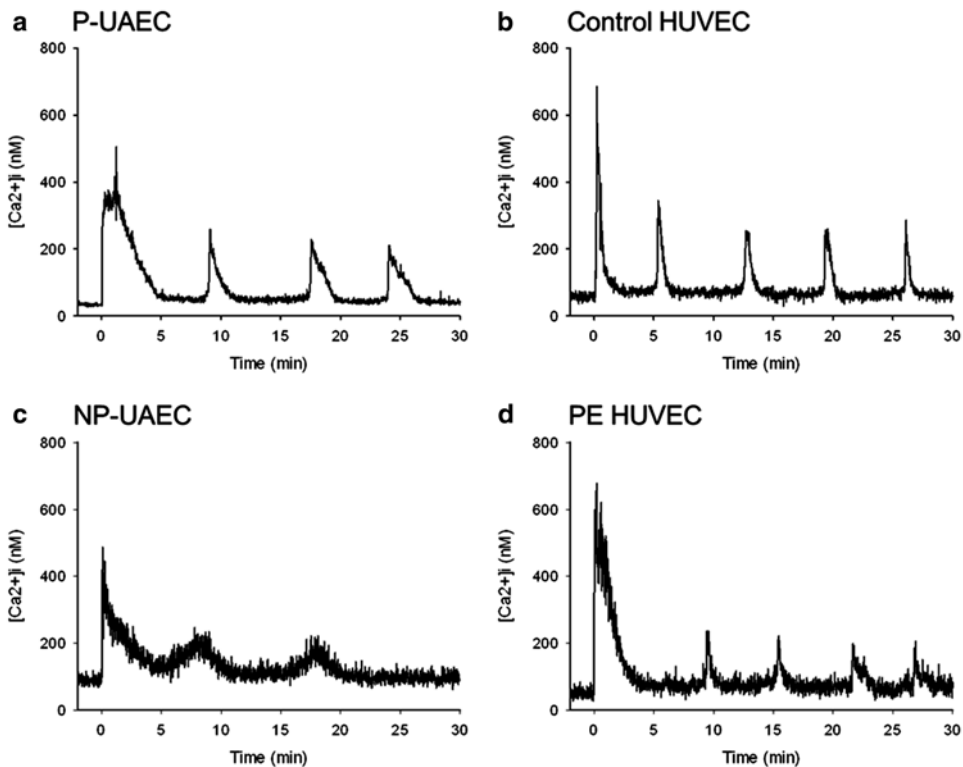 a P-UAEC
800
600
400
200
0
[Ca2+]i (nM)
0 5 10 15 20 25 30
Time (min)
b Control HUVEC
800
600
400
200
0
[Ca2+]i (nM)
0 5 10 15 20 25 30
Time (min)
c NP-UAEC
800
600
400
200
0
[Ca2+]i (nM)
0 5 10 15 20 25 30
Time (min)
d PE HUVEC
800
600
400
200
0
[Ca2+]i (nM)
0 5 10 15 20 25 30
Time (min)